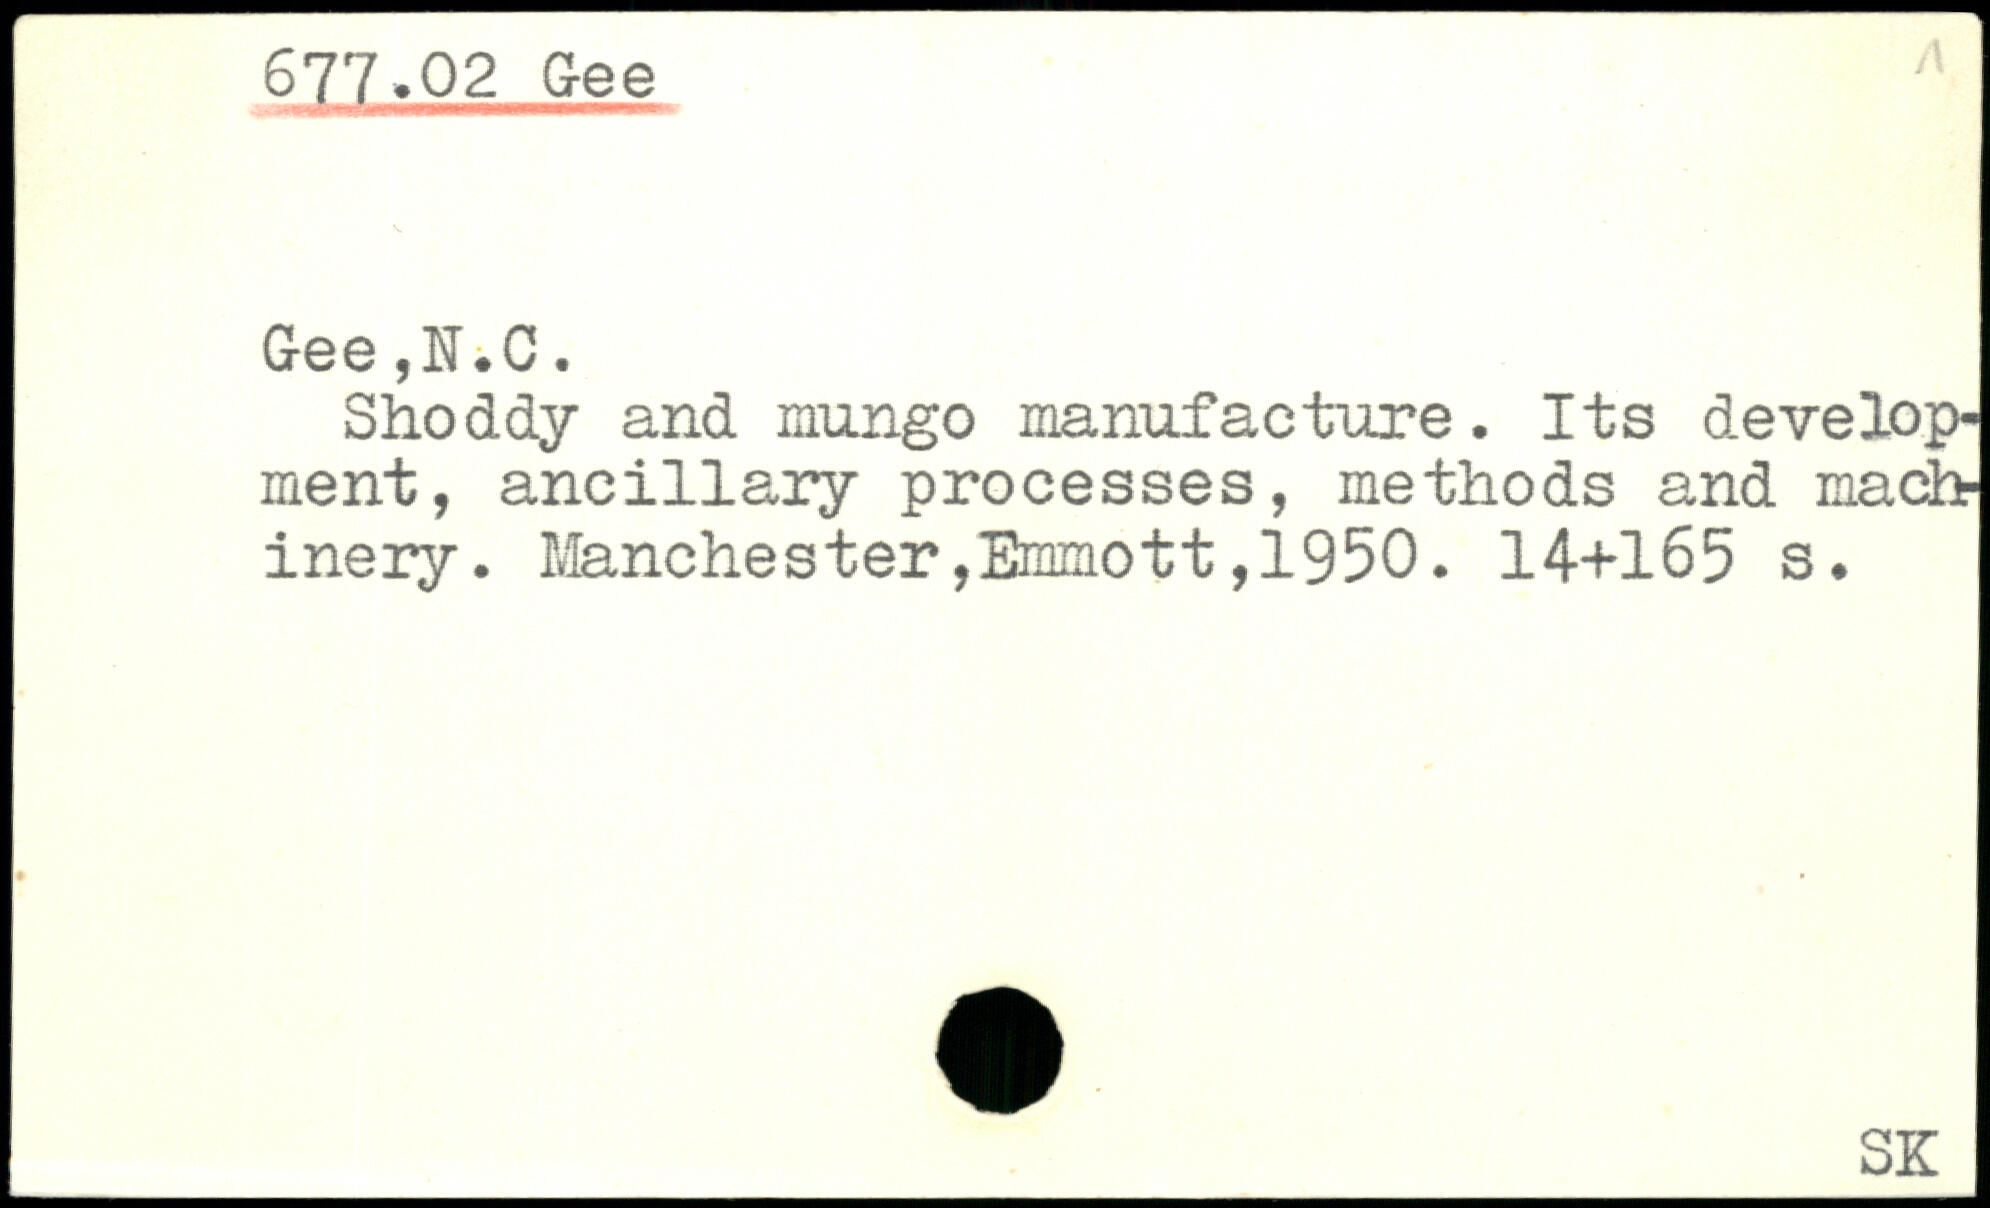 677.02 Gee
Gee,N.C.
Shoddy and mungo manufacture. Its develop-
ment, ancillary processes, methods and mach-
inery. Manchester,Emmott,1950. 14+165 s.
SK